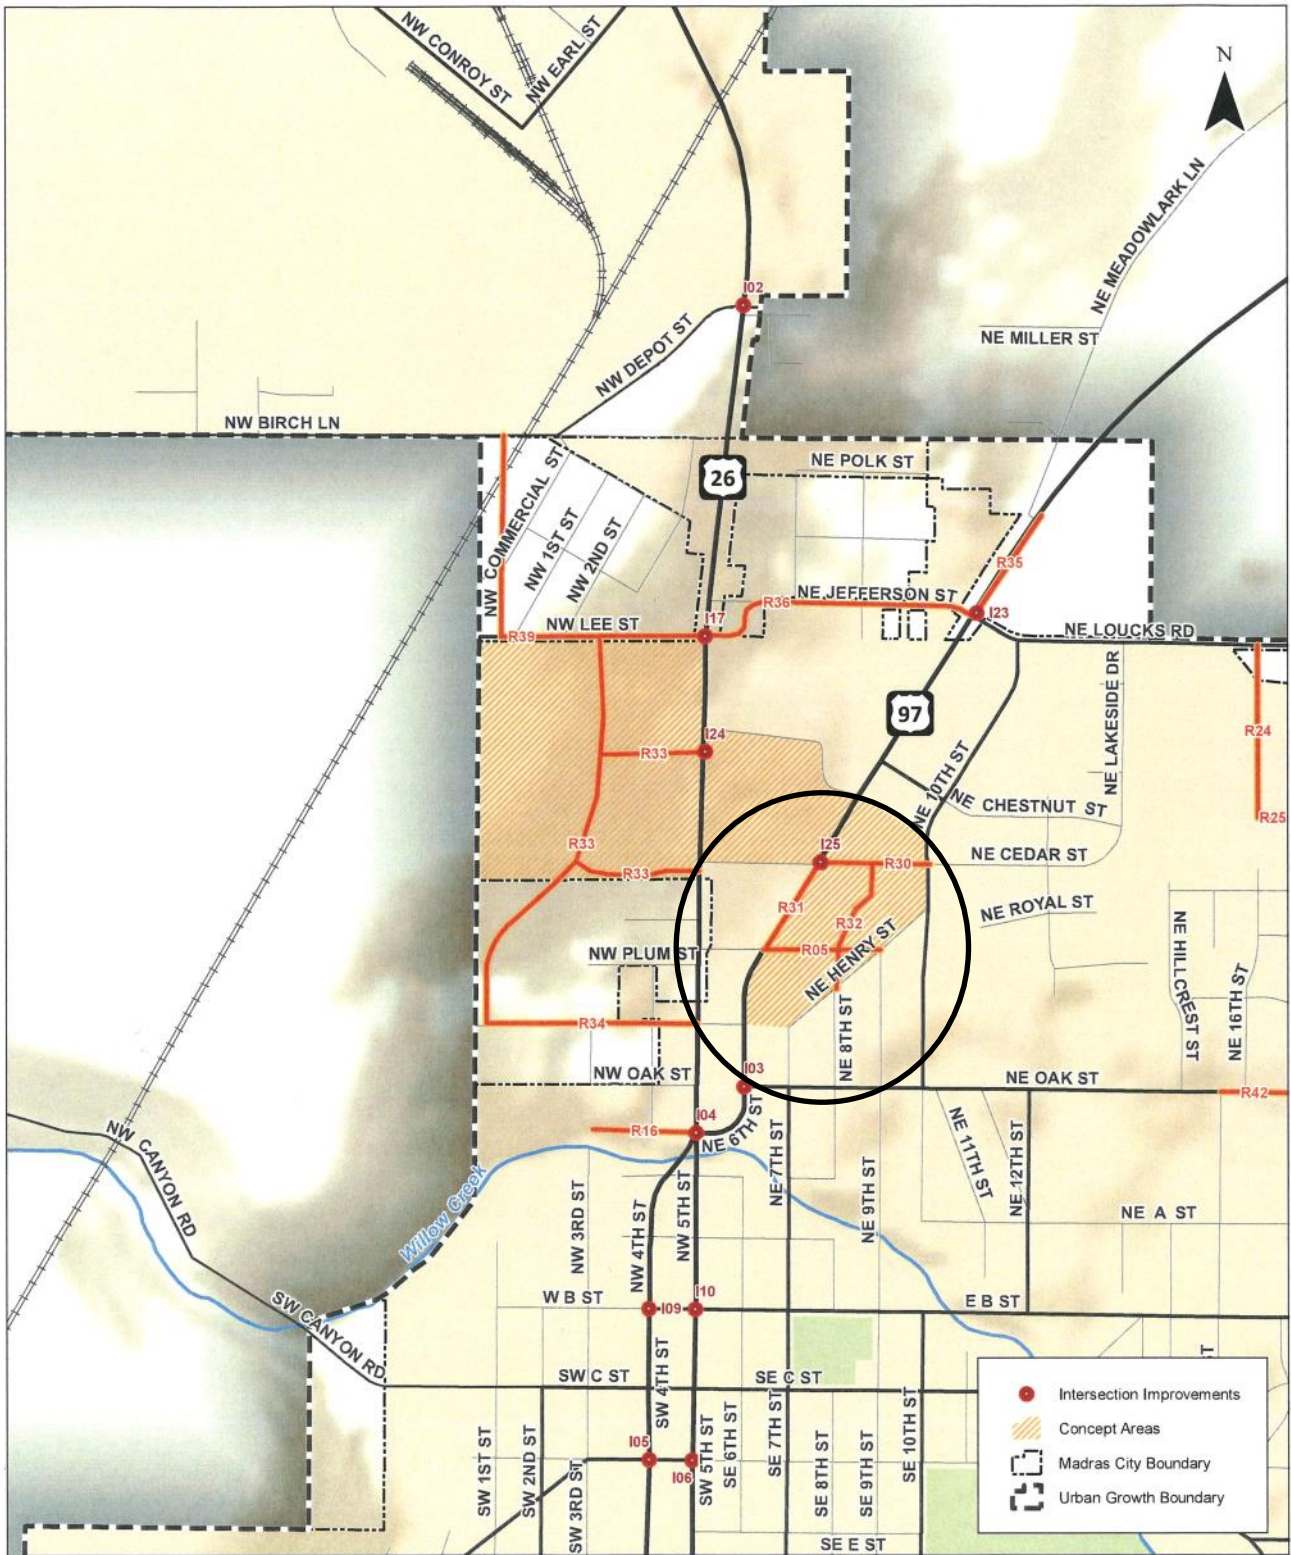 NW CONROY ST
NW EARL ST
N
NE MEADOWLARK LN
I02
NE MILLER ST
NW DEPOT ST
NW BIRCH LN
NE POLK ST
26
NW COMMERCIAL ST
NW 1ST ST
NW 2ND ST
R35
NE JEFFERSON ST
R36
I23
NW LEE ST
I17
R39
NE LOUCKS RD
NE LAKESIDE DR
97
R24
I24
R33
NE 10TH ST
NE CHESTNUT ST
R25
R33
I25
NE CEDAR ST
R30
R33
R31
R32
NE ROYAL ST
NE HENRY ST
NW PLUM ST
R05
NE HILLCREST ST
NE 16TH ST
R34
NE 8TH ST
NW OAK ST
I03
NE OAK ST
R42
I04
R16
NE 6TH ST
NE 7TH ST
NE 11TH ST
NE 12TH ST
NW CANYON RD
Willow Creek
NW 3RD ST
NW 4TH ST
NW 5TH ST
NE 9TH ST
NE A ST
W B ST
I09
I10
E B ST
SW CANYON RD
SW C ST
SW 4TH ST
SE C ST
ST
SW 1ST ST
SW 2ND ST
SW 3RD ST
I05
I06
SW 5TH ST
SE 6TH ST
SE 7TH ST
SE 8TH ST
SE 9TH ST
SE 10TH ST
SE E ST
Intersection Improvements
Concept Areas
Madras City Boundary
Urban Growth Boundary